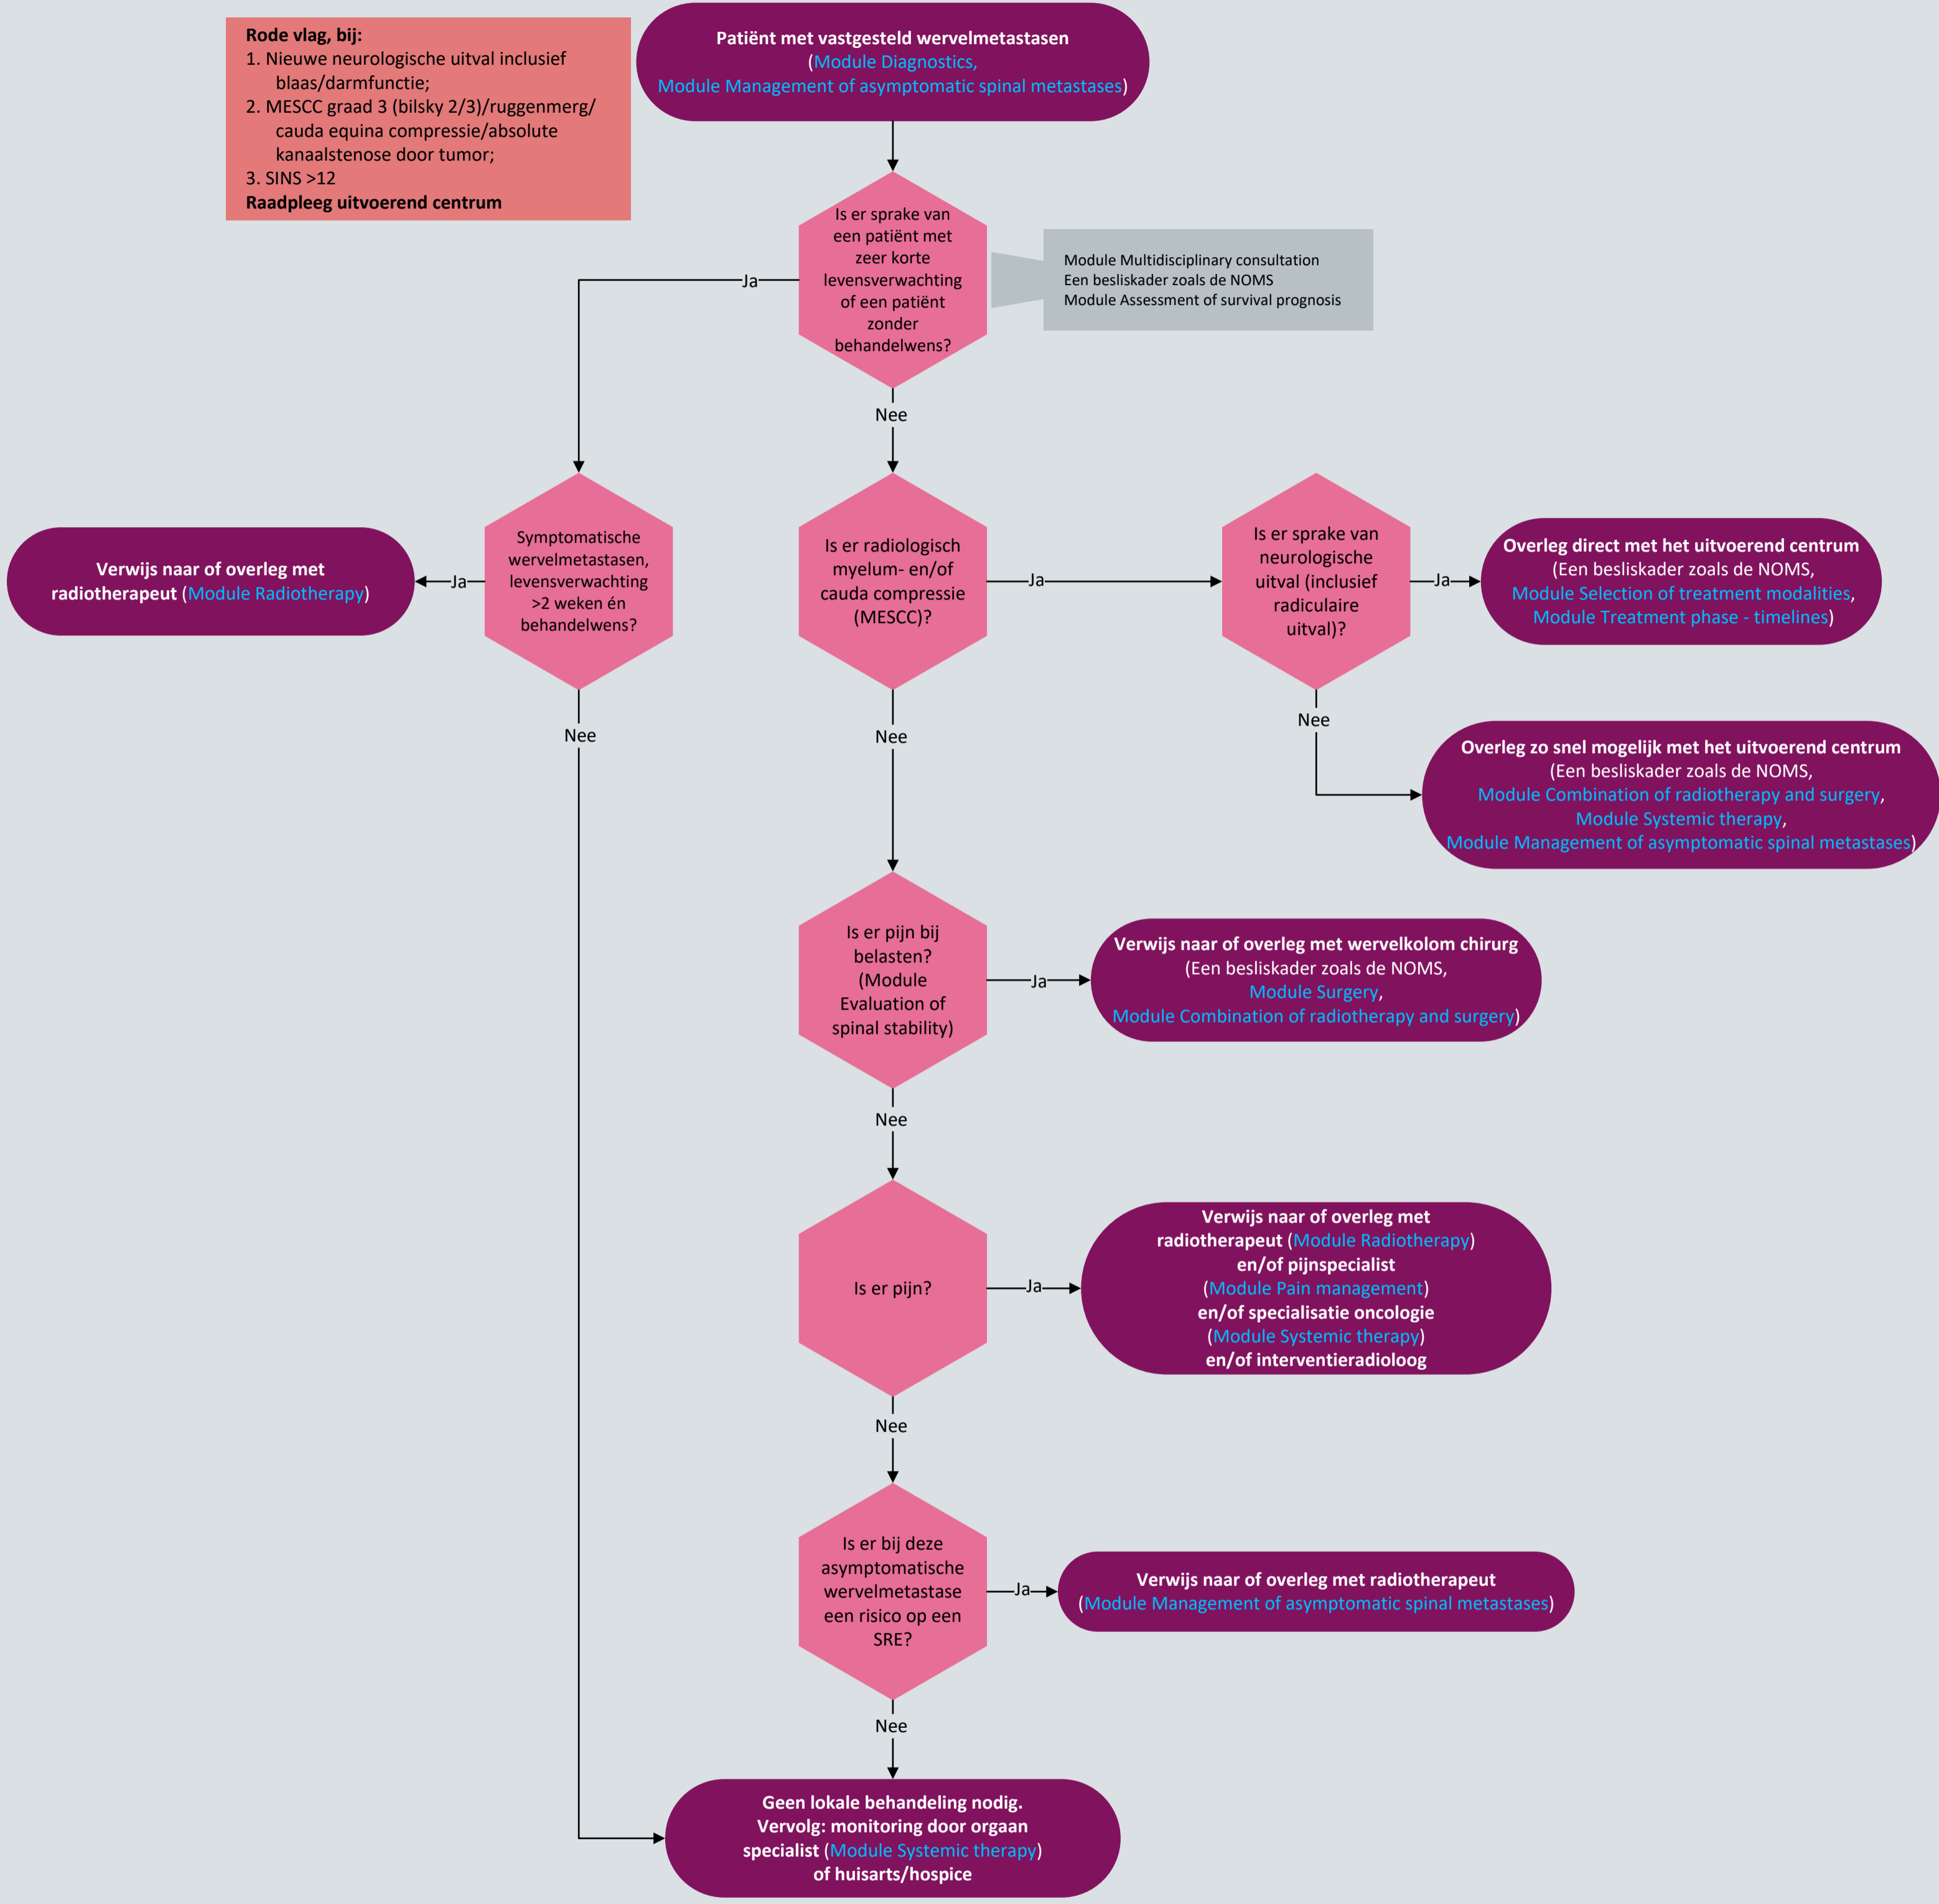 Rode vlag, bij:
1. Nieuwe neurologische uitval inclusief
blaas/darmfunctie;
2. MESCC graad 3 (bilsky 2/3)/ruggenmerg/
cauda equina compressie/absolute
kanaalstenose door tumor;
3. SINS >12
Raadpleeg uitvoerend centrum
Patiënt met vastgesteld wervelmetastasen
(Module Diagnostics,
Module Management of asymptomatic spinal metastases)
Is er sprake van
een patiënt met
zeer korte
levensverwachting
of een patiënt
zonder
behandelwens?
Module Multidisciplinary consultation
Een besliskader zoals de NOMS
Module Assessment of survival prognosis
Ja
Nee
Verwijs naar of overleg met
radiotherapeut (Module Radiotherapy)
Ja
Symptomatische
wervelmetastasen,
levensverwachting
>2 weken én
behandelwens?
Is er radiologisch
myelum- en/of
cauda compressie
(MESCC)?
Ja
Is er sprake van
neurologische
uitval (inclusief
radiculaire
uitval)?
Ja
Overleg direct met het uitvoerend centrum
(Een besliskader zoals de NOMS,
Module Selection of treatment modalities,
Module Treatment phase - timelines)
Nee
Nee
Nee
Overleg zo snel mogelijk met het uitvoerend centrum
(Een besliskader zoals de NOMS,
Module Combination of radiotherapy and surgery,
Module Systemic therapy,
Module Management of asymptomatic spinal metastases)
Is er pijn bij
belasten?
(Module
Evaluation of
spinal stability)
Ja
Verwijs naar of overleg met wervelkolom chirurg
(Een besliskader zoals de NOMS,
Module Surgery,
Module Combination of radiotherapy and surgery)
Nee
Is er pijn?
Ja
Verwijs naar of overleg met
radiotherapeut (Module Radiotherapy)
en/of pijnspecialist
(Module Pain management)
en/of specialisatie oncologie
(Module Systemic therapy)
en/of interventieradioloog
Nee
Is er bij deze
asymptomatische
wervelmetastase
een risico op een
SRE?
Ja
Verwijs naar of overleg met radiotherapeut
(Module Management of asymptomatic spinal metastases)
Nee
Geen lokale behandeling nodig.
Vervolg: monitoring door orgaan
specialist (Module Systemic therapy)
of huisarts/hospice